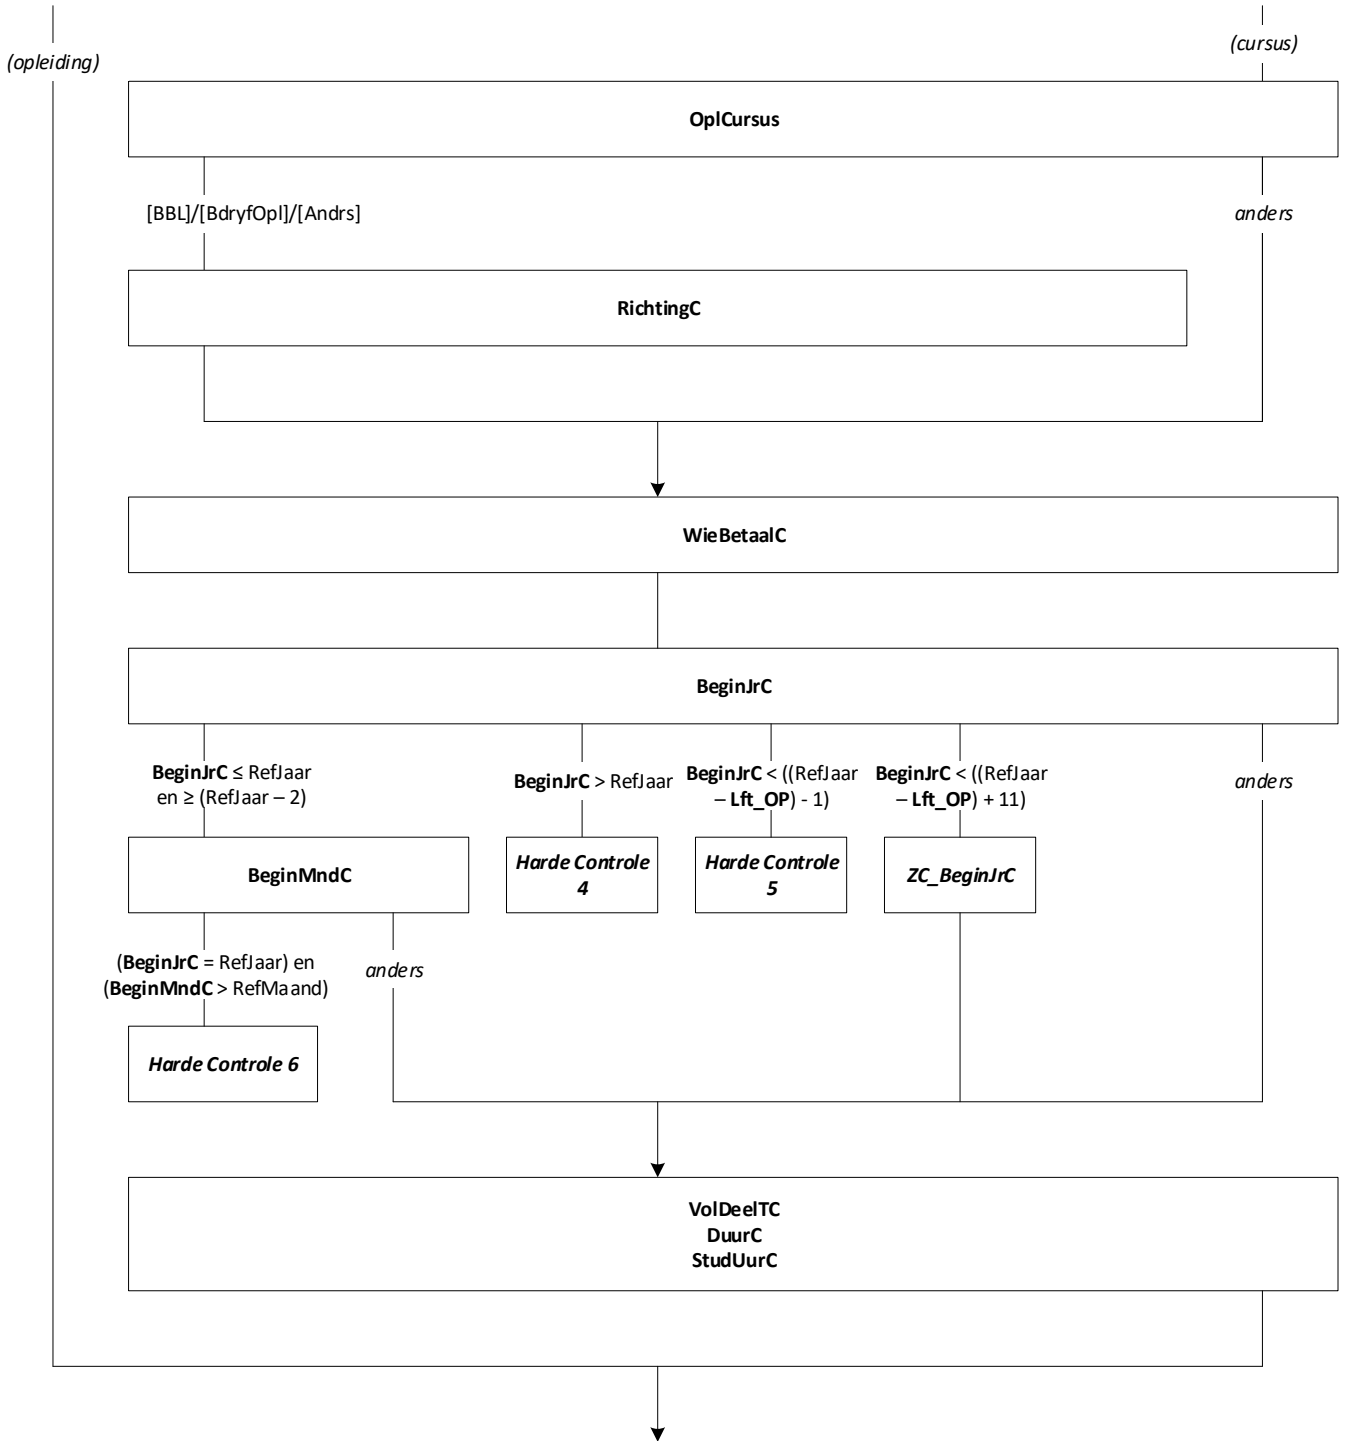 (opleiding)
(cursus)
OplCursus
[BBL]/[BdryfOpl]/[Andrs]
anders
RichtingC
WieBetaalC
BeginJrC
BeginJrC ≤ RefJaar
en ≥ (RefJaar – 2)
BeginJrC > RefJaar
BeginJrC < ((RefJaar
– Lft_OP) - 1)
BeginJrC < ((RefJaar
– Lft_OP) + 11)
anders
BeginMndC
Harde Controle
4
Harde Controle
5
ZC_BeginJrC
(BeginJrC = RefJaar) en
(BeginMndC > RefMaand)
anders
Harde Controle 6
VolDeelTC
DuurC
StudUurC